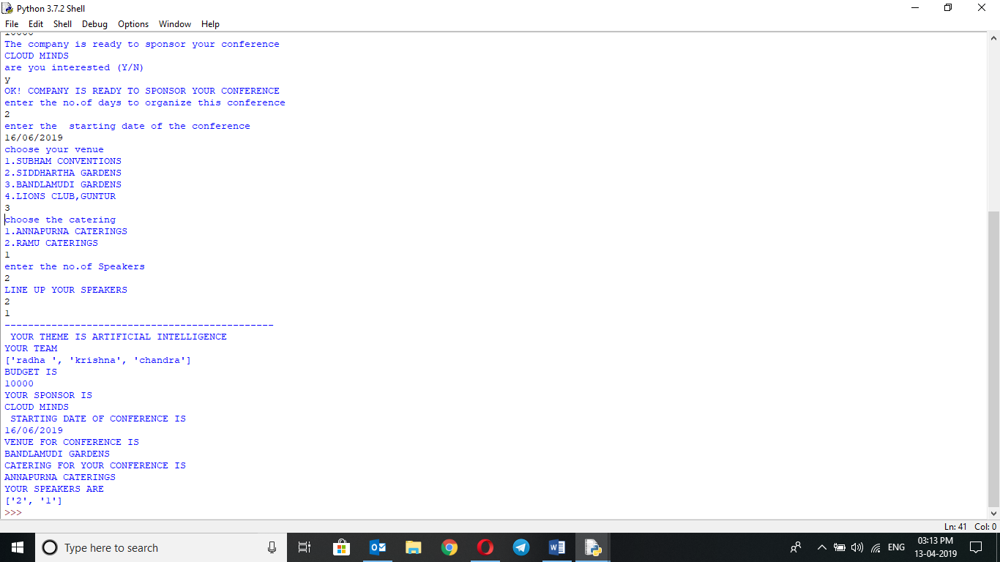 Python 3.7.2 Shell
File Edit Shell Debug Options Window Help
10000
The company is ready to sponsor your conference
CLOUD MINDS
are you interested (Y/N)
y
OK! COMPANY IS READY TO SPONSOR YOUR CONFERENCE
enter the no.of days to organize this conference
2
enter the  starting date of the conference
16/06/2019
choose your venue
1.SUBHAM CONVENTIONS
2.SIDDHARTHA GARDENS
3.BANDLAMUDI GARDENS
4.LIONS CLUB,GUNTUR
3
choose the catering
1.ANNAPURNA CATERINGS
2.RAMU CATERINGS
1
enter the no.of Speakers
2
LINE UP YOUR SPEAKERS
2
1
----------------------------------------------
 YOUR THEME IS ARTIFICIAL INTELLIGENCE
YOUR TEAM
['radha ', 'krishna', 'chandra']
BUDGET IS
10000
YOUR SPONSOR IS
CLOUD MINDS
 STARTING DATE OF CONFERENCE IS
16/06/2019
VENUE FOR CONFERENCE IS
BANDLAMUDI GARDENS
CATERING FOR YOUR CONFERENCE IS
ANNAPURNA CATERINGS
YOUR SPEAKERS ARE
['2', '1']
>>>
Ln: 41 Col: 0
Type here to search
ENG
03:13 PM
13-04-2019